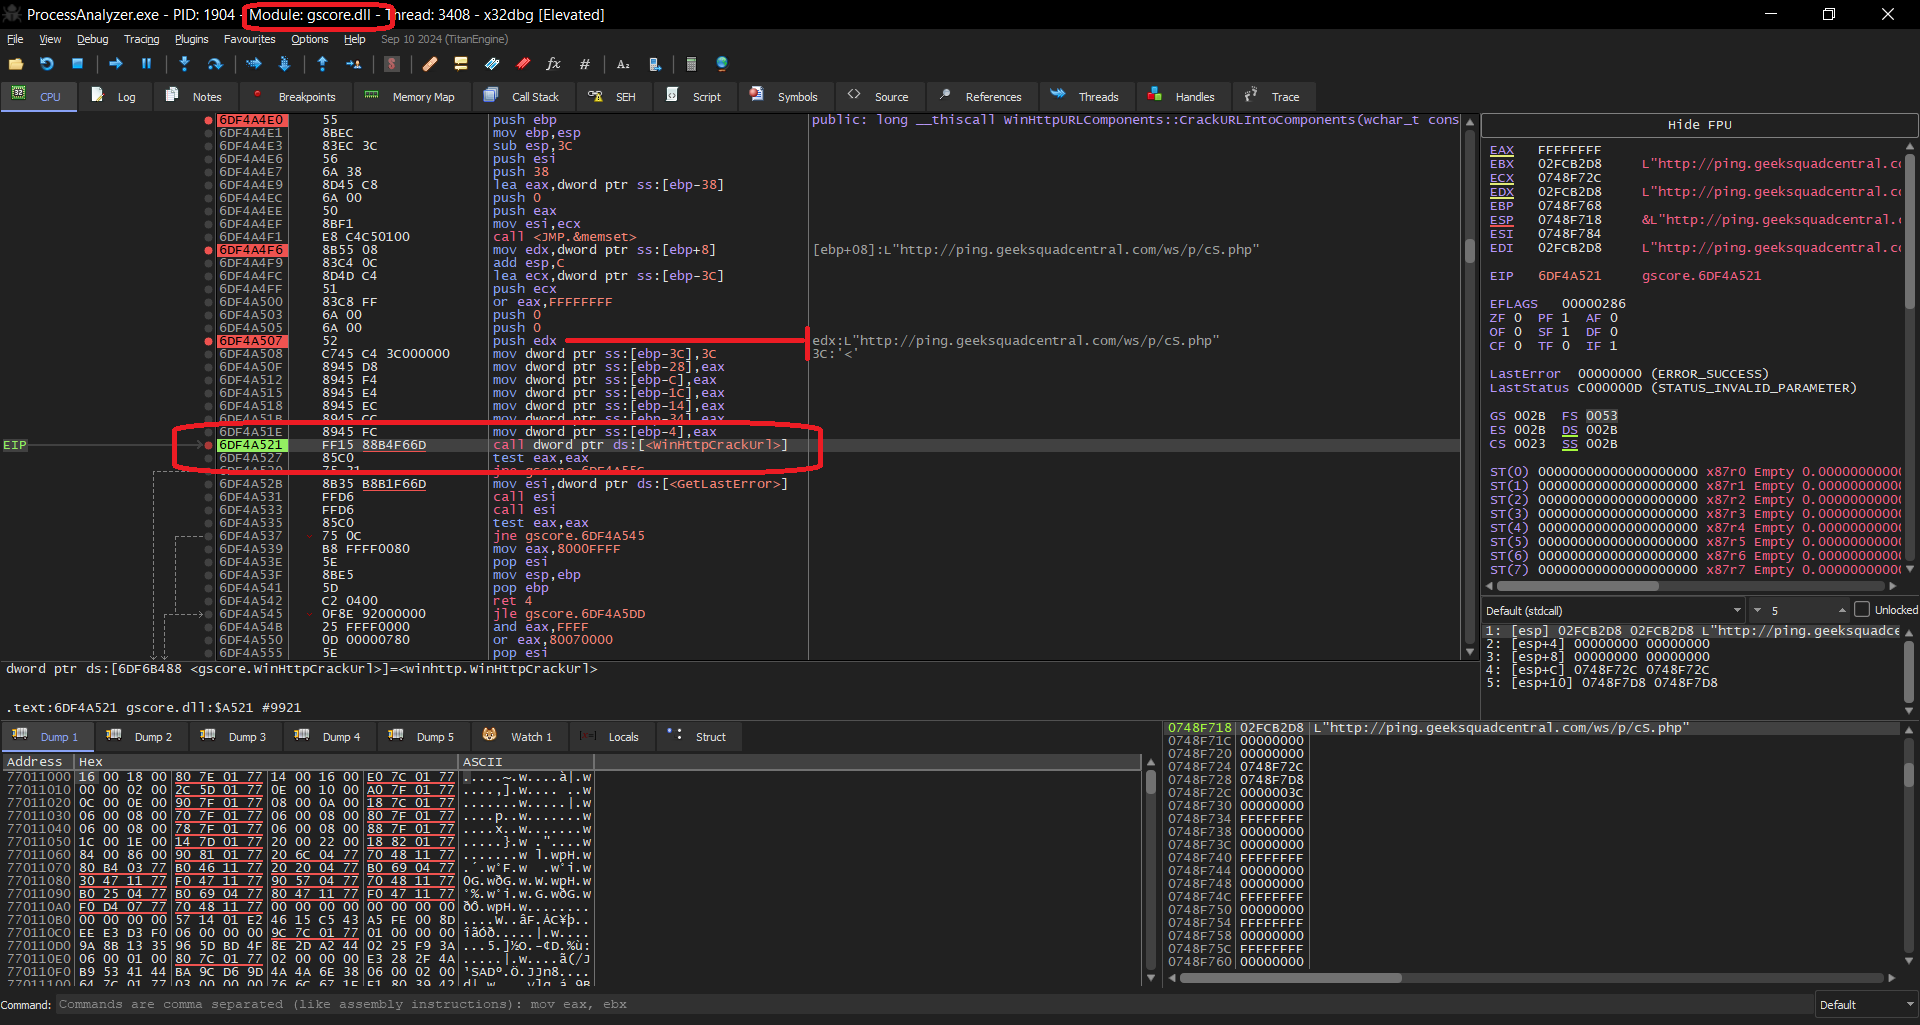 ProcessAnalyzer.exe - PID: 1904 - Module: gscore.dll - Thread: 3408 - x32dbg [Elevated]
File View Debug Tracing Plugins Favourites Options Help Sep 10 2024 (TitanEngine)
CPU Log Notes Breakpoints Memory Map Call Stack SEH Script Symbols Source References Threads Handles Trace
6DF4A4E0 55 push ebp public: long __thiscall WinHttpURLComponents::CrackURLIntoComponents(wchar_t cons
6DF4A4E1 8BEC mov ebp,esp
6DF4A4E3 83EC 3C sub esp,3C
6DF4A4E6 56 push esi
6DF4A4E7 6A 38 push 38
6DF4A4E9 8D45 C8 lea eax,dword ptr ss:[ebp-38]
6DF4A4EC 6A 00 push 0
6DF4A4EE 50 push eax
6DF4A4EF 8BF1 mov esi,ecx
6DF4A4F1 E8 C4C50100 call <JMP.&memset>
6DF4A4F6 8B55 08 mov edx,dword ptr ss:[ebp+8] [ebp+08]:L"http://ping.geeksquadcentral.com/ws/p/cS.php"
6DF4A4F9 83C4 0C add esp,C
6DF4A4FC 8D4D C4 lea ecx,dword ptr ss:[ebp-3C]
6DF4A4FF 51 push ecx
6DF4A500 83C8 FF or eax,FFFFFFFF
6DF4A503 6A 00 push 0
6DF4A505 6A 00 push 0
6DF4A507 52 push edx edx:L"http://ping.geeksquadcentral.com/ws/p/cS.php"
6DF4A508 C745 C4 3C000000 mov dword ptr ss:[ebp-3C],3C 3C:'<'
6DF4A50F 8945 D8 mov dword ptr ss:[ebp-28],eax
6DF4A512 8945 F4 mov dword ptr ss:[ebp-C],eax
6DF4A515 8945 E4 mov dword ptr ss:[ebp-1C],eax
6DF4A518 8945 EC mov dword ptr ss:[ebp-14],eax
6DF4A51B 8945 CC mov dword ptr ss:[ebp-34],eax
6DF4A51E 8945 FC mov dword ptr ss:[ebp-4],eax
EIP 6DF4A521 FF15 88B4F66D call dword ptr ds:[<WinHttpCrackUrl>]
6DF4A527 85C0 test eax,eax
6DF4A529 75 31 jne gscore.6DF4A55C
6DF4A52B 8B35 B8B1F66D mov esi,dword ptr ds:[<GetLastError>]
6DF4A531 FFD6 call esi
6DF4A533 FFD6 call esi
6DF4A535 85C0 test eax,eax
6DF4A537 75 0C jne gscore.6DF4A545
6DF4A539 B8 FFFF0080 mov eax,8000FFFF
6DF4A53E 5E pop esi
6DF4A53F 8BE5 mov esp,ebp
6DF4A541 5D pop ebp
6DF4A542 C2 0400 ret 4
6DF4A545 0F8E 92000000 jle gscore.6DF4A5DD
6DF4A54B 25 FFFF0000 and eax,FFFF
6DF4A550 0D 00000780 or eax,80070000
6DF4A555 5E pop esi
dword ptr ds:[6DF6B488 <gscore.WinHttpCrackUrl>]=<winhttp.WinHttpCrackUrl>
.text:6DF4A521 gscore.dll:$A521 #9921
Hide FPU
EAX FFFFFFFF
EBX 02FCB2D8 L"http://ping.geeksquadcentral.c
ECX 0748F72C
EDX 02FCB2D8 L"http://ping.geeksquadcentral.c
EBP 0748F768
ESP 0748F718 &L"http://ping.geeksquadcentral.
ESI 0748F784
EDI 02FCB2D8 L"http://ping.geeksquadcentral.c
EIP 6DF4A521 gscore.6DF4A521
EFLAGS 00000286
ZF 0 PF 1 AF 0
OF 0 SF 1 DF 0
CF 0 TF 0 IF 1
LastError 00000000 (ERROR_SUCCESS)
LastStatus C000000D (STATUS_INVALID_PARAMETER)
GS 002B FS 0053
ES 002B DS 002B
CS 0023 SS 002B
ST(0) 00000000000000000000 x87r0 Empty 0.00000000000
ST(1) 00000000000000000000 x87r1 Empty 0.00000000000
ST(2) 00000000000000000000 x87r2 Empty 0.00000000000
ST(3) 00000000000000000000 x87r3 Empty 0.00000000000
ST(4) 00000000000000000000 x87r4 Empty 0.00000000000
ST(5) 00000000000000000000 x87r5 Empty 0.00000000000
ST(6) 00000000000000000000 x87r6 Empty 0.00000000000
ST(7) 00000000000000000000 x87r7 Empty 0.00000000000
Default (stdcall) 5 Unlocked
1: [esp] 02FCB2D8 02FCB2D8 L"http://ping.geeksquadce
2: [esp+4] 00000000 00000000
3: [esp+8] 00000000 00000000
4: [esp+C] 0748F72C 0748F72C
5: [esp+10] 0748F7D8 0748F7D8
Dump 1 Dump 2 Dump 3 Dump 4 Dump 5 Watch 1 Locals Struct
Address Hex ASCII
77011000 16 00 18 00 80 7E 01 77 14 00 16 00 E0 7C 01 77 .....~.w....à|.w
77011010 00 00 02 00 2C 5D 01 77 0E 00 10 00 A0 7F 01 77 ....,].w.... ..w
77011020 0C 00 0E 00 90 7F 01 77 08 00 0A 00 18 7C 01 77 .......w.....|.w
77011030 06 00 08 00 70 7F 01 77 06 00 08 00 80 7F 01 77 ....p..w.......w
77011040 06 00 08 00 78 7F 01 77 06 00 08 00 88 7F 01 77 ....x..w.......w
77011050 1C 00 1E 00 14 7D 01 77 20 00 22 00 18 82 01 77 .....}.w .."....w
77011060 84 00 86 00 90 81 01 77 20 6C 04 77 70 48 11 77 .......w l.wpH.w
77011070 80 B4 03 77 B0 46 11 77 20 20 04 77 B0 69 04 77 .´.w°F.w  .w°i.w
77011080 30 47 11 77 F0 47 11 77 90 57 04 77 70 48 11 77 0G.wðG.w.W.wpH.w
77011090 B0 25 04 77 B0 69 04 77 80 47 11 77 F0 47 11 77 °%.w°i.w.G.wðG.w
770110A0 F0 D4 07 77 70 48 11 77 00 00 00 00 00 00 00 00 ðÔ.wpH.w........
770110B0 00 00 00 00 57 14 01 E2 46 15 C5 43 A5 FE 00 8D ....W..âF.ÅC¥þ..
770110C0 EE E3 D3 F0 06 00 00 00 9C 7C 01 77 01 00 00 00 îãÓð.....|.w....
770110D0 9A 8B 13 35 96 5D BD 4F 8E 2D A2 44 02 25 F9 3A ...5.]½O.-¢D.%ù:
770110E0 06 00 01 00 80 7C 01 77 02 00 00 00 E3 28 2F 4A .....|.w....ã(/J
770110F0 B9 53 41 44 BA 9C D6 9D 4A 4A 6E 38 06 00 02 00 ¹SADº.Ö.JJn8....
77011100 64 7C 01 77 03 00 00 00 76 6C 67 1F F1 80 39 42
0748F718 02FCB2D8 L"http://ping.geeksquadcentral.com/ws/p/cS.php"
0748F71C 00000000
0748F720 00000000
0748F724 0748F72C
0748F728 0748F7D8
0748F72C 0000003C
0748F730 00000000
0748F734 FFFFFFFF
0748F738 00000000
0748F73C 00000000
0748F740 FFFFFFFF
0748F744 00000000
0748F748 00000000
0748F74C FFFFFFFF
0748F750 00000000
0748F754 FFFFFFFF
0748F758 00000000
0748F75C FFFFFFFF
0748F760 00000000
Command: Commands are comma separated (like assembly instructions): mov eax, ebx Default